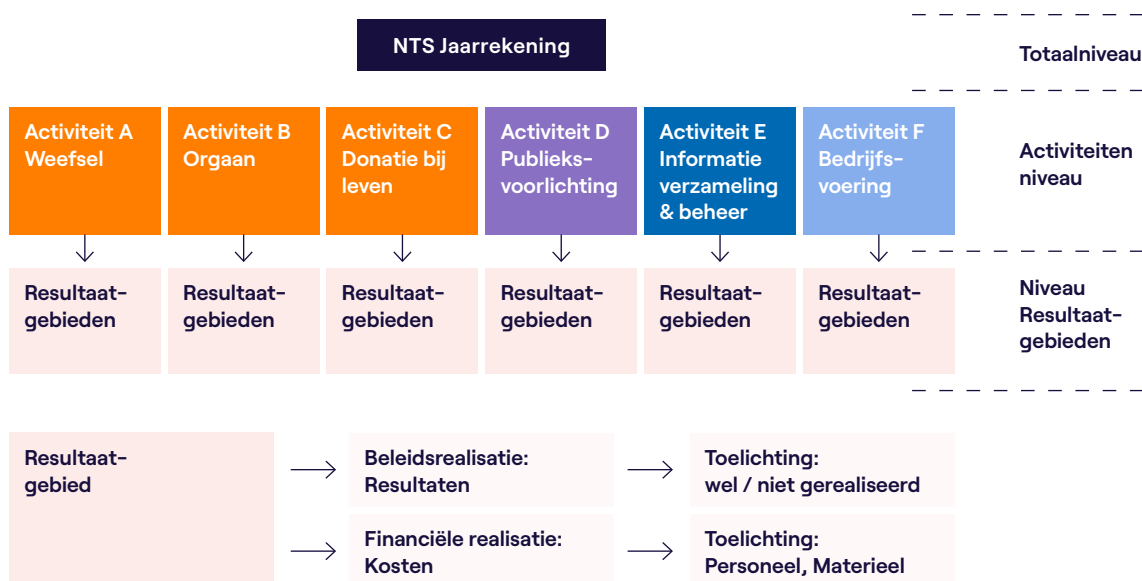 NTS Jaarrekening
Totaalniveau
Activiteit A
Weefsel
Activiteit B
Orgaan
Activiteit C
Donatie bij
leven
Activiteit D
Publieks-
voorlichting
Activiteit E
Informatie
verzameling
& beheer
Activiteit F
Bedrijfs-
voering
Activiteiten
niveau
Resultaat-
gebieden
Resultaat-
gebieden
Resultaat-
gebieden
Resultaat-
gebieden
Resultaat-
gebieden
Resultaat-
gebieden
Niveau
Resultaat-
gebieden
Resultaat-
gebied
Beleidsrealisatie:
Resultaten
Toelichting:
wel / niet gerealiseerd
Financiële realisatie:
Kosten
Toelichting:
Personeel, Materieel